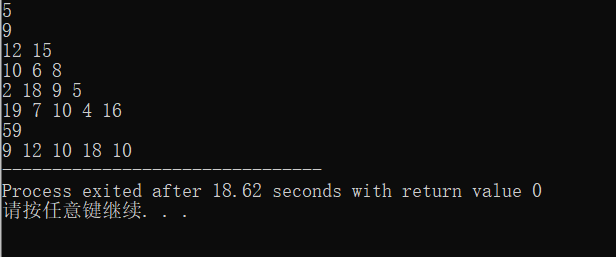 5
9
12 15
10 6 8
2 18 9 5
19 7 10 4 16
59
9 12 10 18 10
--------------------------------
Process exited after 18.62 seconds with return value 0
请按任意键继续. . .